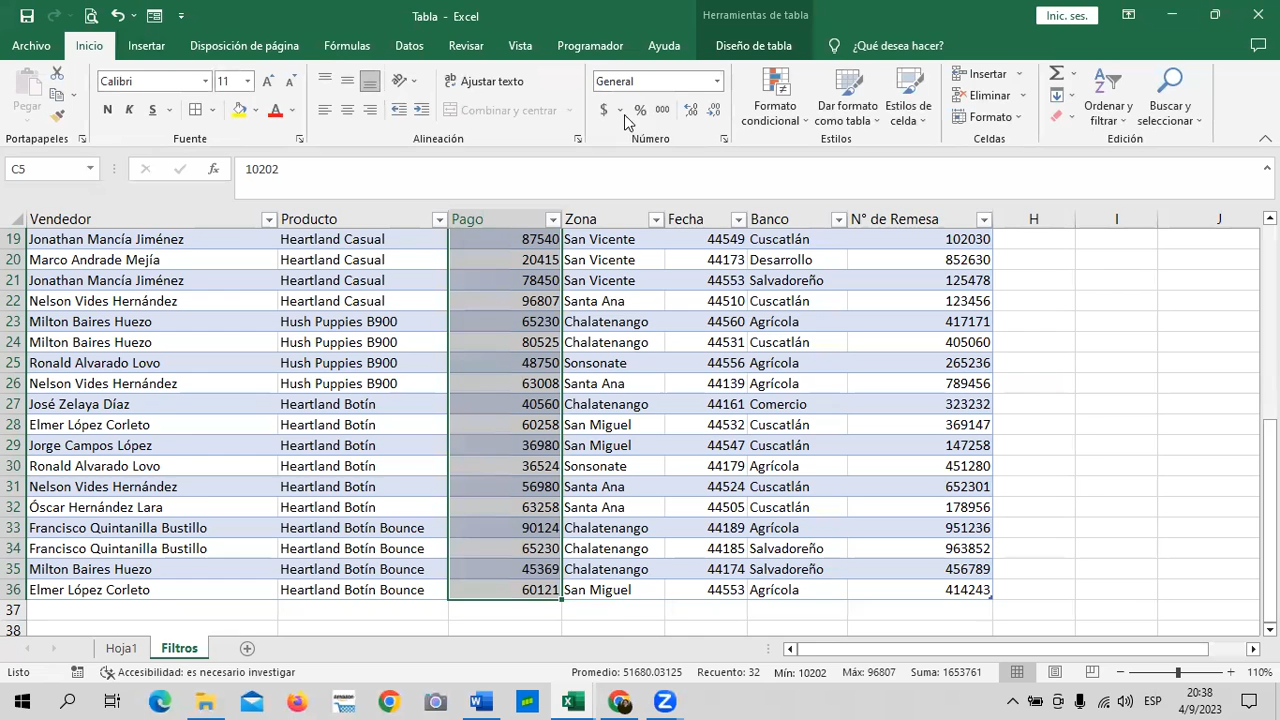 Tabla - Excel
Herramientas de tabla
Inic. ses.
Archivo Inicio Insertar Disposición de página Fórmulas Datos Revisar Vista Programador Ayuda Diseño de tabla ¿Qué desea hacer?
Pegar
Portapapeles
Calibri 11
N K S
Fuente
Ajustar texto
Combinar y centrar
Alineación
General
$ % 000
Número
Formato condicional
Dar formato como tabla
Estilos de celda
Estilos
Insertar
Eliminar
Formato
Celdas
Ordenar y filtrar
Buscar y seleccionar
Edición
C5 fx 10202
Vendedor Producto Pago Zona Fecha Banco N° de Remesa H I J
19 Jonathan Mancía Jiménez Heartland Casual 87540 San Vicente 44549 Cuscatlán 102030
20 Marco Andrade Mejía Heartland Casual 20415 San Vicente 44173 Desarrollo 852630
21 Jonathan Mancía Jiménez Heartland Casual 78450 San Vicente 44553 Salvadoreño 125478
22 Nelson Vides Hernández Heartland Casual 96807 Santa Ana 44510 Cuscatlán 123456
23 Milton Baires Huezo Hush Puppies B900 65230 Chalatenango 44560 Agrícola 417171
24 Milton Baires Huezo Hush Puppies B900 80525 Chalatenango 44531 Cuscatlán 405060
25 Ronald Alvarado Lovo Hush Puppies B900 48750 Sonsonate 44556 Agrícola 265236
26 Nelson Vides Hernández Hush Puppies B900 63008 Santa Ana 44139 Agrícola 789456
27 José Zelaya Díaz Heartland Botín 40560 Chalatenango 44161 Comercio 323232
28 Elmer López Corleto Heartland Botín 60258 San Miguel 44532 Cuscatlán 369147
29 Jorge Campos López Heartland Botín 36980 San Miguel 44547 Cuscatlán 147258
30 Ronald Alvarado Lovo Heartland Botín 36524 Sonsonate 44179 Agrícola 451280
31 Nelson Vides Hernández Heartland Botín 56980 Santa Ana 44524 Cuscatlán 652301
32 Óscar Hernández Lara Heartland Botín 63258 Santa Ana 44505 Cuscatlán 178956
33 Francisco Quintanilla Bustillo Heartland Botín Bounce 90124 Chalatenango 44189 Agrícola 951236
34 Francisco Quintanilla Bustillo Heartland Botín Bounce 65230 Chalatenango 44185 Salvadoreño 963852
35 Milton Baires Huezo Heartland Botín Bounce 45369 Chalatenango 44174 Salvadoreño 456789
36 Elmer López Corleto Heartland Botín Bounce 60121 San Miguel 44553 Agrícola 414243
37
38
Hoja1 Filtros
Listo Accesibilidad: es necesario investigar Promedio: 51680.03125 Recuento: 32 Mín: 10202 Máx: 96807 Suma: 1653761 110%
ESP
20:38
4/9/2023